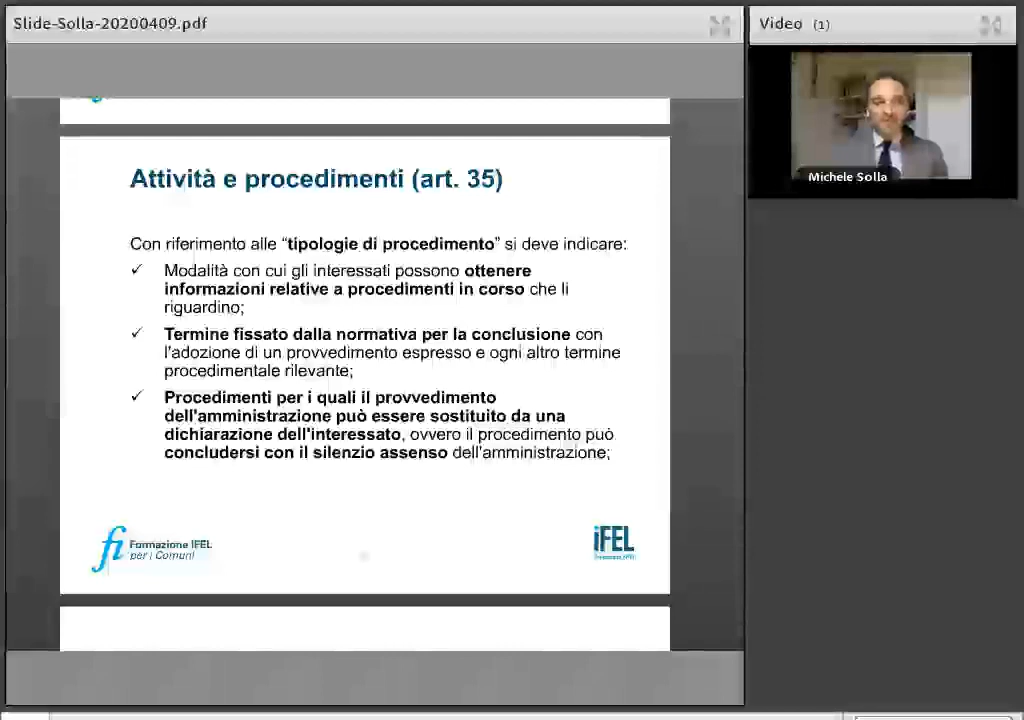 Slide-Solla-20200409.pdf
Video (1)
Michele Solla
Attività e procedimenti (art. 35)
Con riferimento alle “tipologie di procedimento” si deve indicare:
✓ Modalità con cui gli interessati possono ottenere
informazioni relative a procedimenti in corso che li
riguardino;
✓ Termine fissato dalla normativa per la conclusione con
l'adozione di un provvedimento espresso e ogni altro termine
procedimentale rilevante;
✓ Procedimenti per i quali il provvedimento
dell'amministrazione può essere sostituito da una
dichiarazione dell'interessato, ovvero il procedimento può
concludersi con il silenzio assenso dell'amministrazione;
fi Formazione IFEL
per i Comuni
iFEL